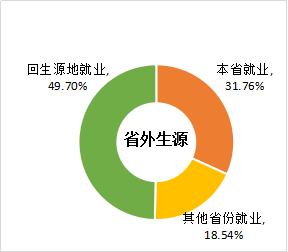 回生源地就业,
49.70%
本省就业,
31.76%
省外生源
其他省份就业,
18.54%